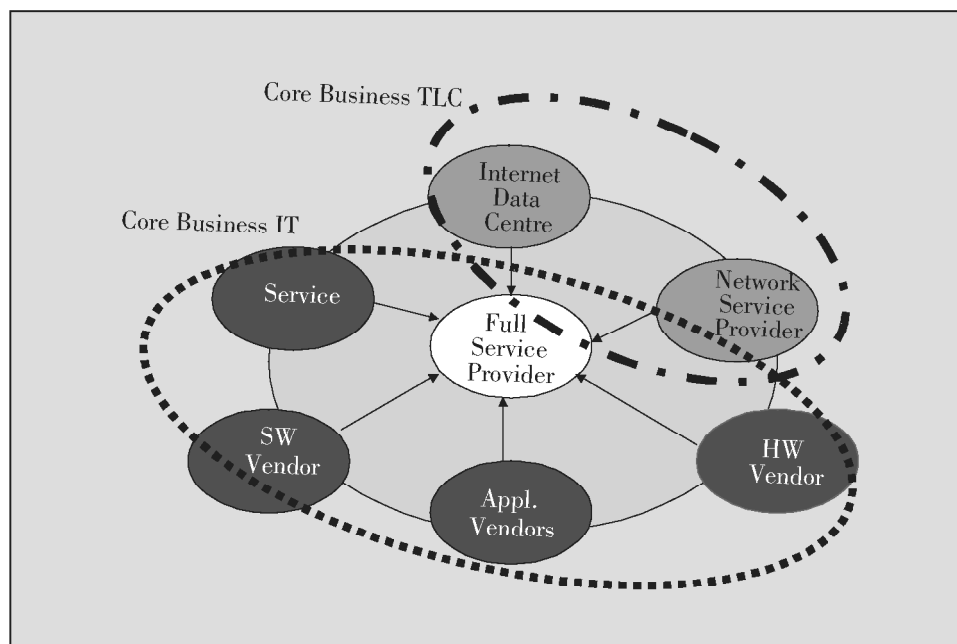 Core Business TLC
Internet
Data
Centre
Core Business IT
Service
Network
Service
Provider
Full
Service
Provider
SW
Vendor
HW
Vendor
Appl.
Vendors